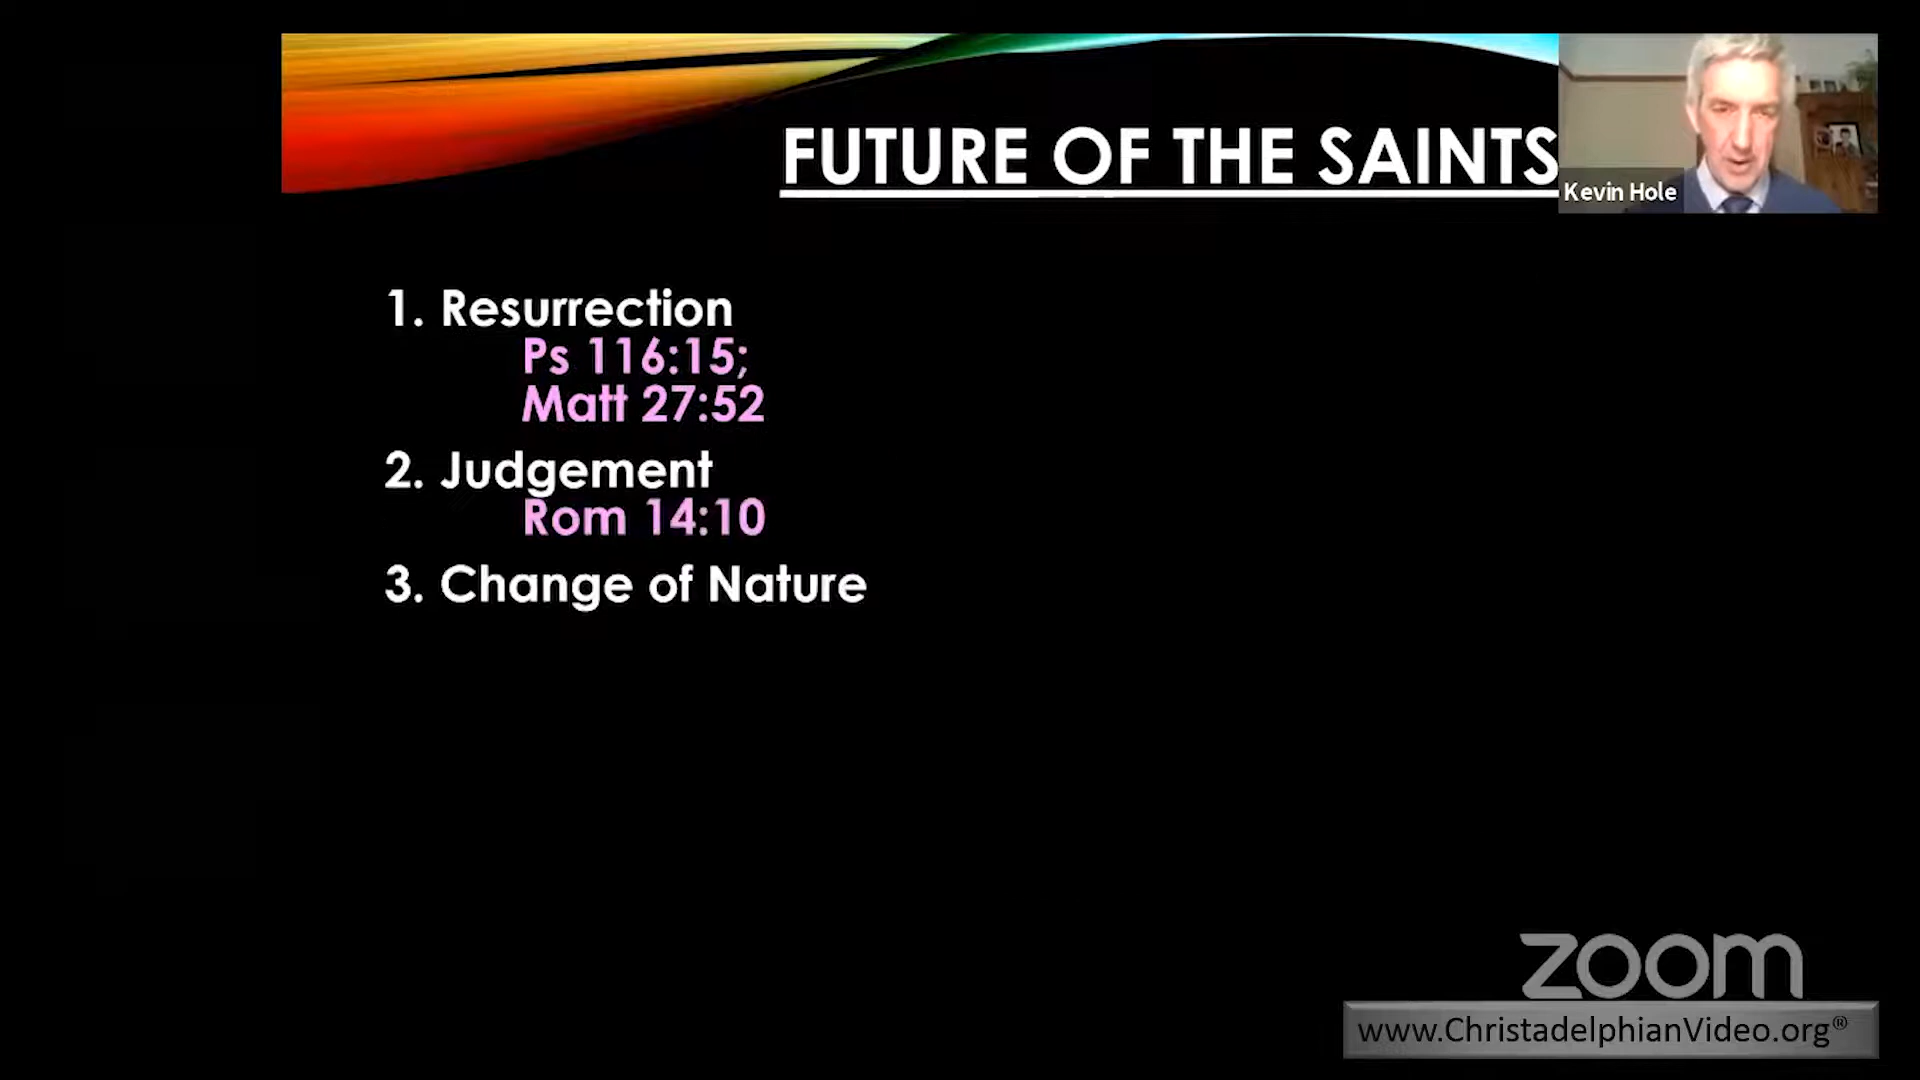 FUTURE OF THE SAINTS
Kevin Hole
1. Resurrection
Ps 116:15;
Matt 27:52
2. Judgement
Rom 14:10
3. Change of Nature
zoom
www.ChristadelphianVideo.org®